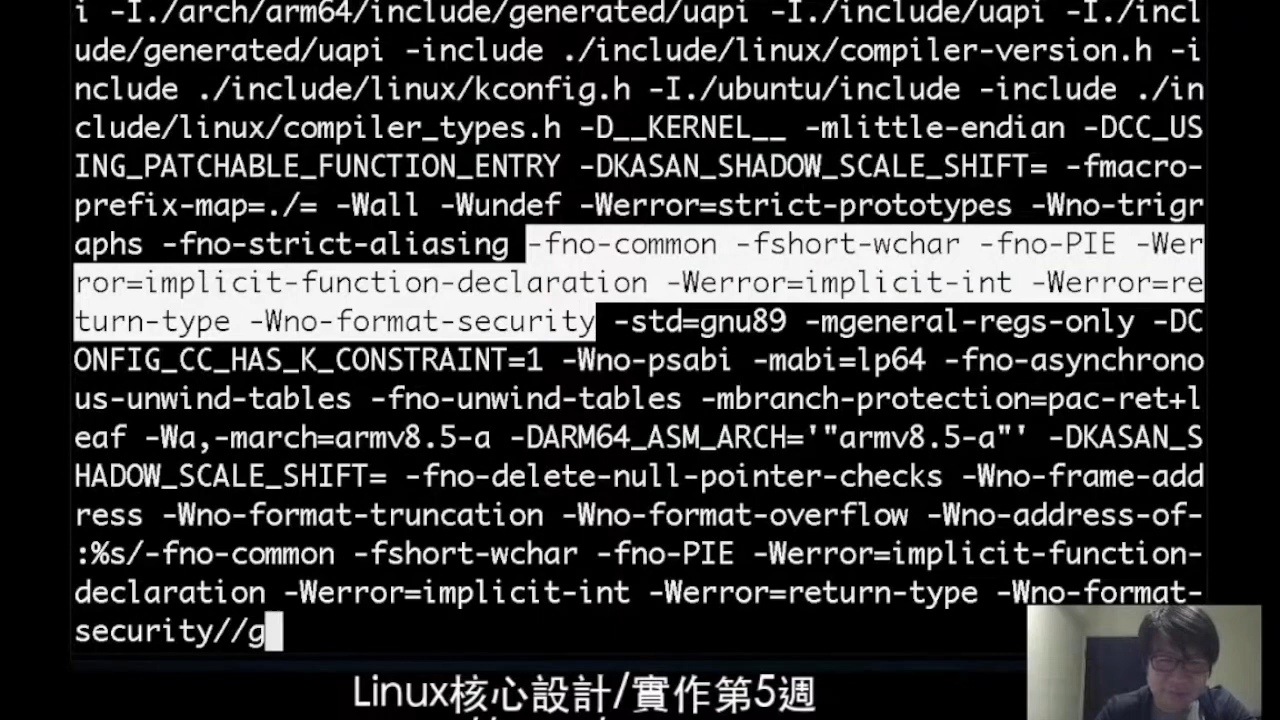 i -I./arch/arm64/include/generated/uapi -I./include/uapi -I./incl
ude/generated/uapi -include ./include/linux/compiler-version.h -i
nclude ./include/linux/kconfig.h -I./ubuntu/include -include ./in
clude/linux/compiler_types.h -D__KERNEL__ -mlittle-endian -DCC_US
ING_PATCHABLE_FUNCTION_ENTRY -DKASAN_SHADOW_SCALE_SHIFT= -fmacro-
prefix-map=./= -Wall -Wundef -Werror=strict-prototypes -Wno-trigr
aphs -fno-strict-aliasing -fno-common -fshort-wchar -fno-PIE -Wer
ror=implicit-function-declaration -Werror=implicit-int -Werror=re
turn-type -Wno-format-security -std=gnu89 -mgeneral-regs-only -DC
ONFIG_CC_HAS_K_CONSTRAINT=1 -Wno-psabi -mabi=lp64 -fno-asynchrono
us-unwind-tables -fno-unwind-tables -mbranch-protection=pac-ret+l
eaf -Wa,-march=armv8.5-a -DARM64_ASM_ARCH='"armv8.5-a"' -DKASAN_S
HADOW_SCALE_SHIFT= -fno-delete-null-pointer-checks -Wno-frame-add
ress -Wno-format-truncation -Wno-format-overflow -Wno-address-of-
:%s/-fno-common -fshort-wchar -fno-PIE -Werror=implicit-function-
declaration -Werror=implicit-int -Werror=return-type -Wno-format-
security//g
Linux核心設計/實作第5週